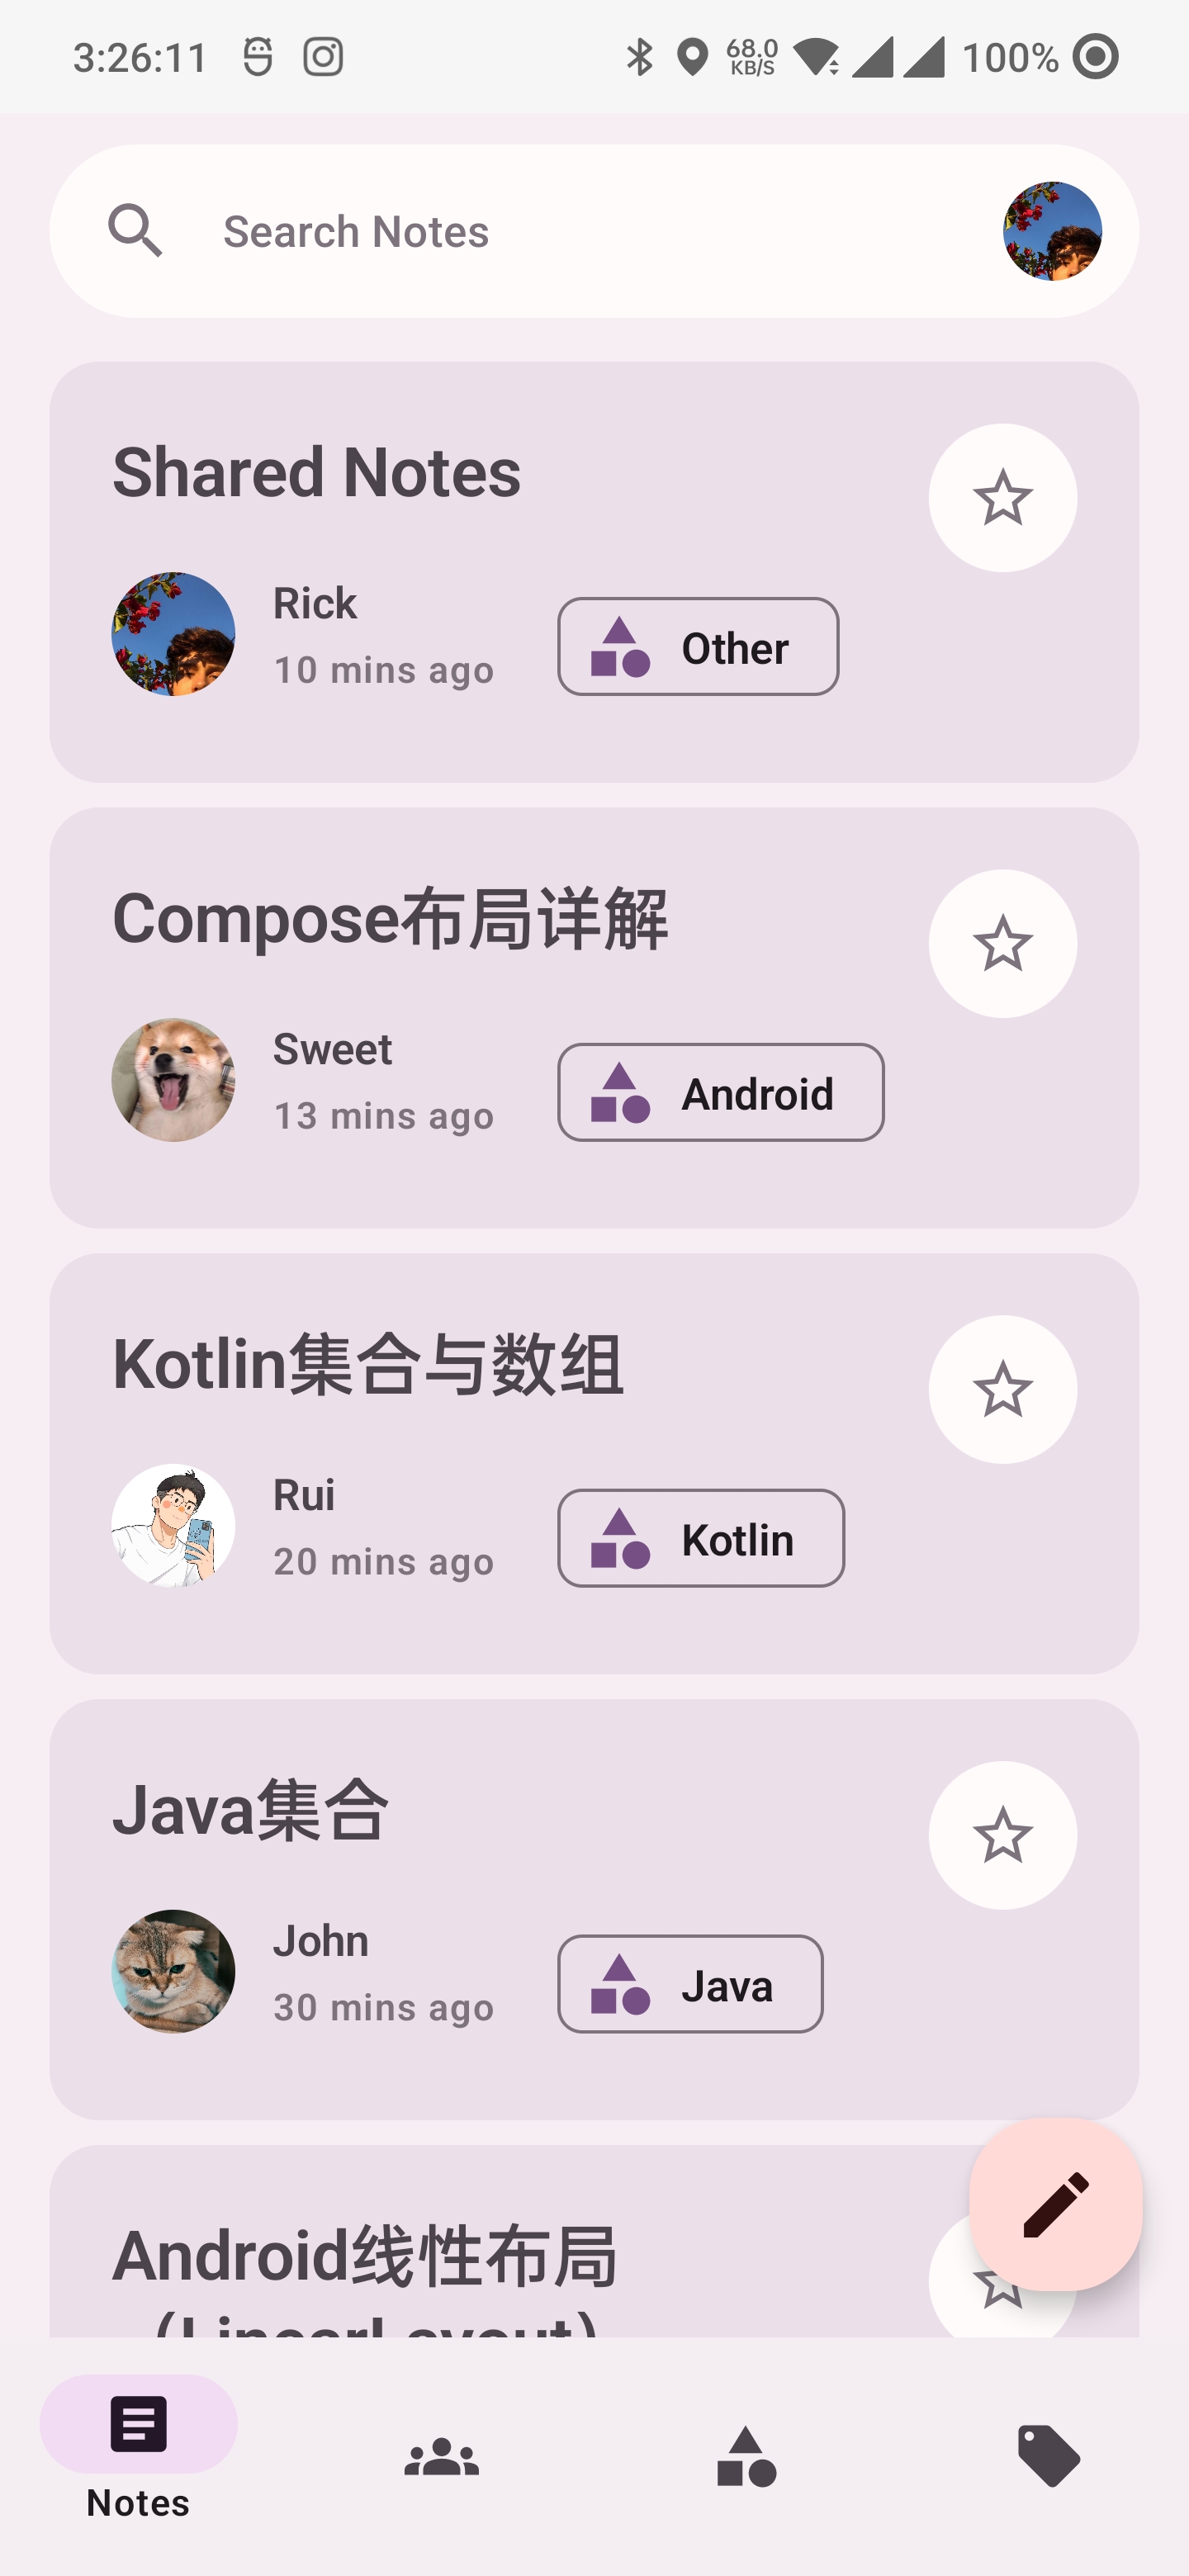 3:26:11 68.0 KB/S 100%
Search Notes
Shared Notes
Rick
10 mins ago
Other
Compose布局详解
Sweet
13 mins ago
Android
Kotlin集合与数组
Rui
20 mins ago
Kotlin
Java集合
John
30 mins ago
Java
Android线性布局
（LinearLayout）
Notes